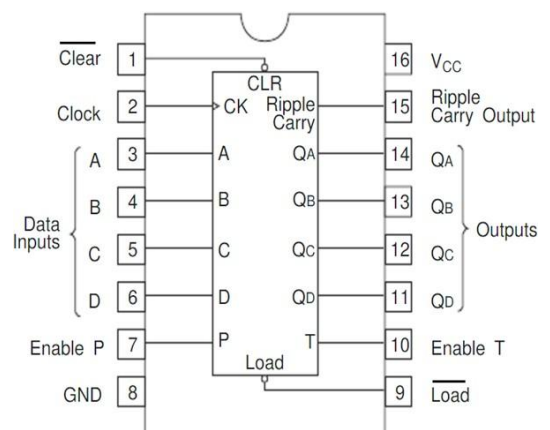 Clear 1 16 VCC
CLR
Clock 2 CK Ripple Carry 15 Ripple Carry Output
A 3 A QA 14 QA
B 4 B QB 13 QB
Data Inputs
Outputs
C 5 C QC 12 QC
D 6 D QD 11 QD
Enable P 7 P T 10 Enable T
Load
GND 8 9 Load